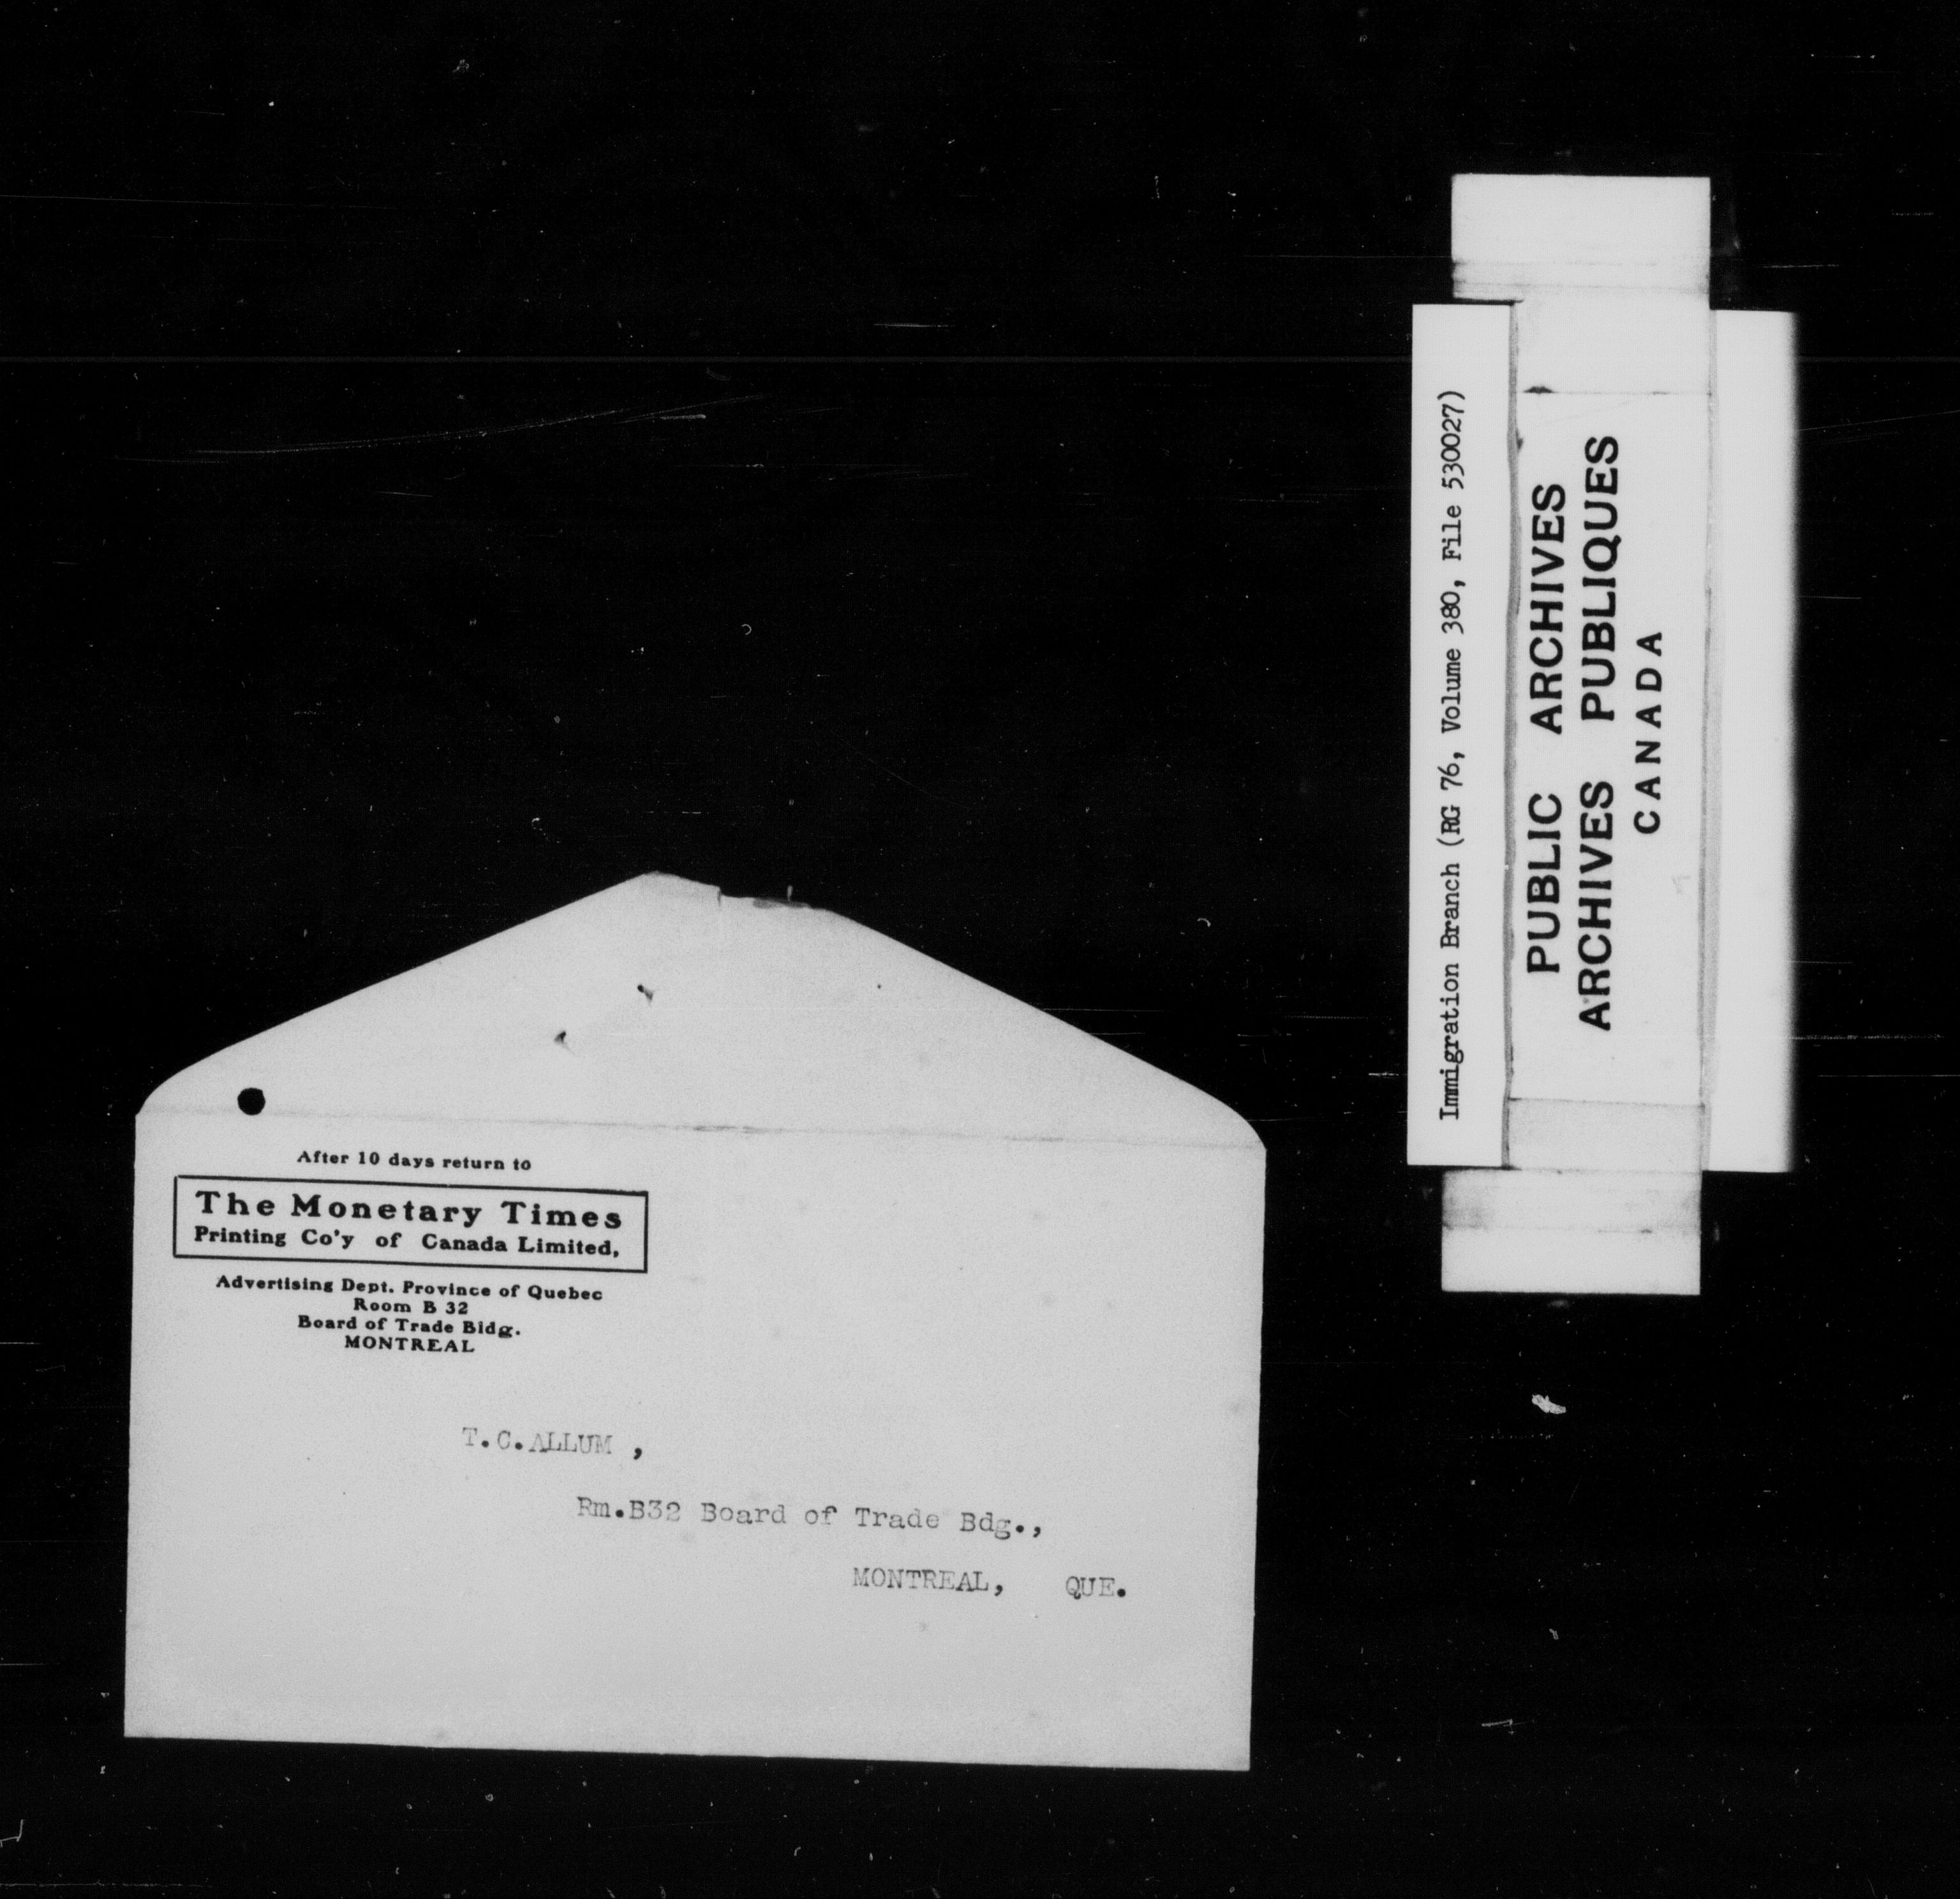 After 10 days return to
The Monetary Times
Printing Co'y of Canada Limited,
Advertising Dept. Province of Quebec
Room B 32
Board of Trade Bldg.
MONTREAL
T.C.ALLUM ,
Rm.B32 Board of Trade Bdg.,
MONTREAL, QUE.
Immigration Branch (RG 76, Volume 380, File 530027)
PUBLIC ARCHIVES
ARCHIVES PUBLIQUES
CANADA